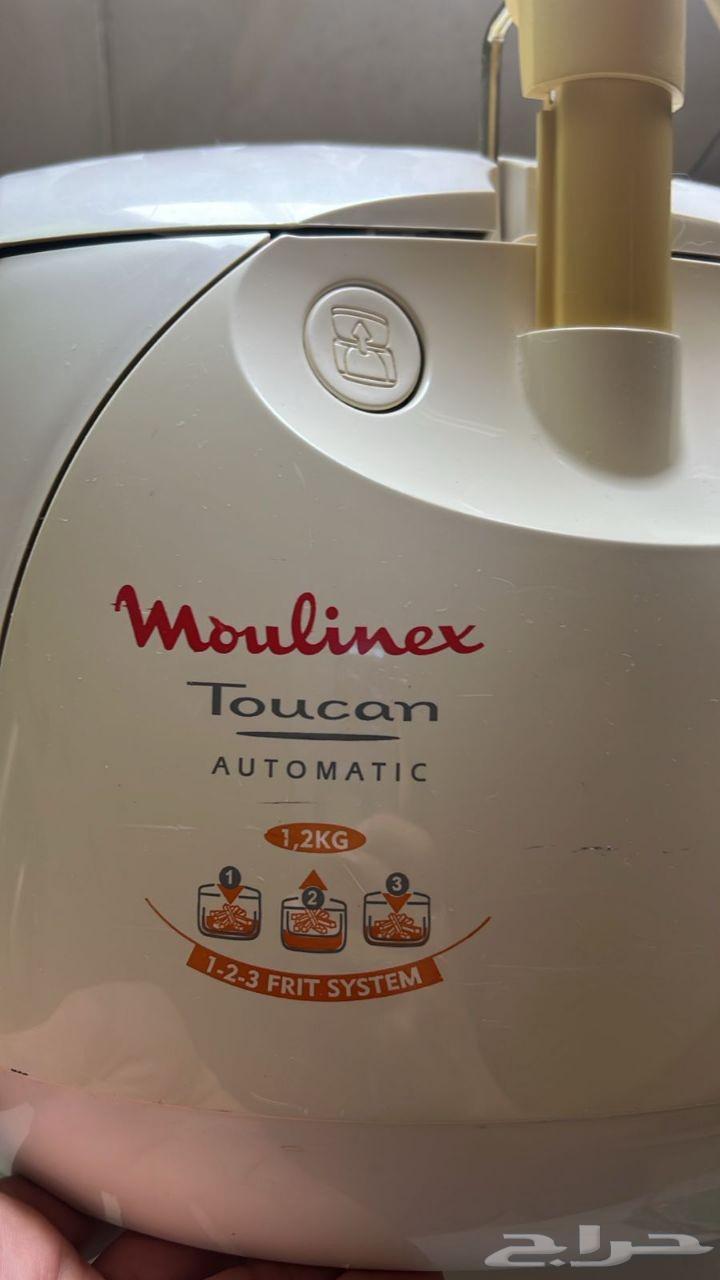 Moulinex
Toucan
AUTOMATIC
1,2KG
1 2 3
1-2-3 FRIT SYSTEM
حراج